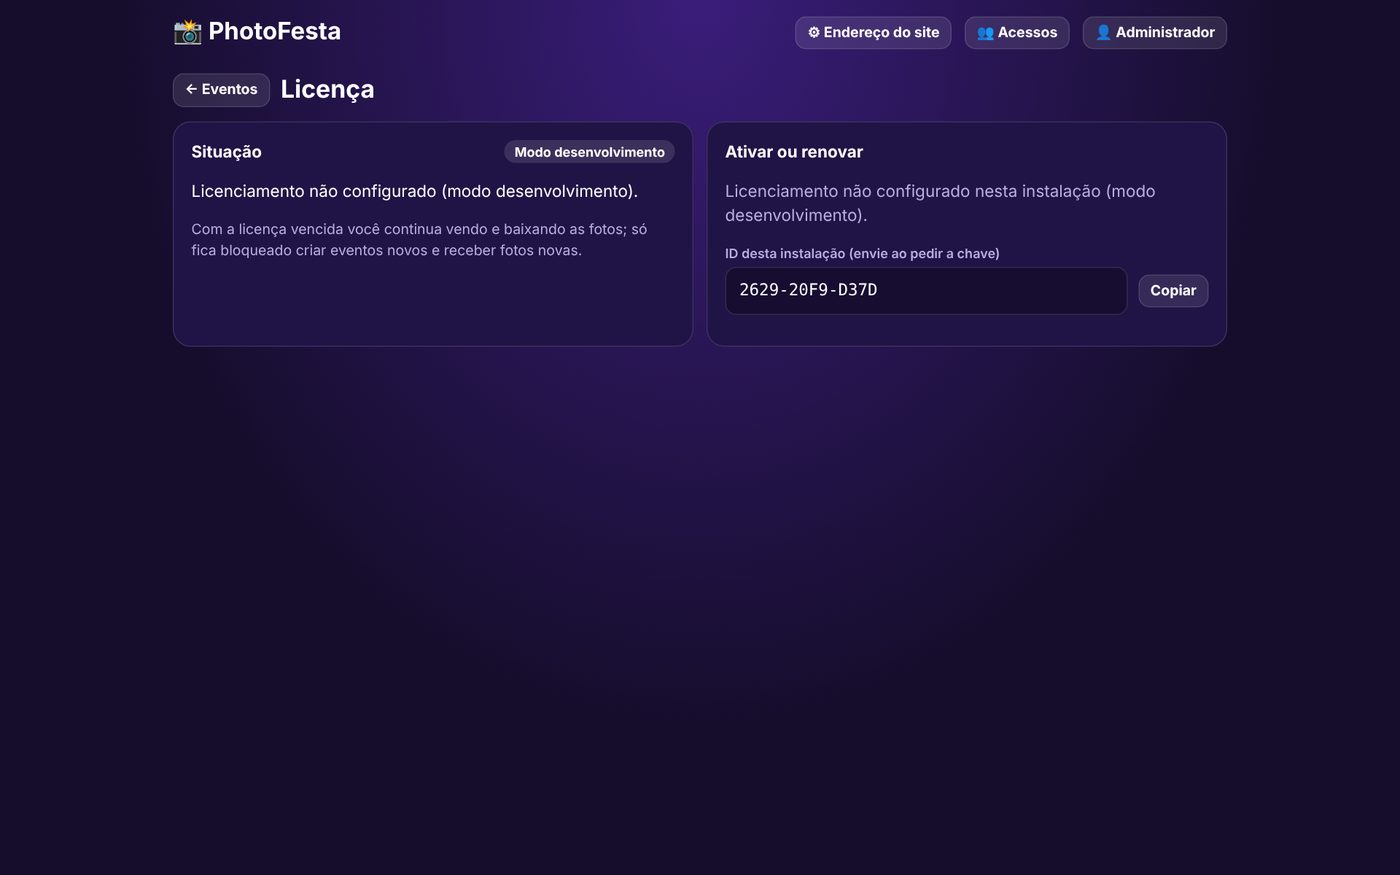 📸 PhotoFesta
⚙ Endereço do site
👥 Acessos
👤 Administrador
← Eventos
Licença
Situação
Modo desenvolvimento
Licenciamento não configurado (modo desenvolvimento).
Com a licença vencida você continua vendo e baixando as fotos; só
fica bloqueado criar eventos novos e receber fotos novas.
Ativar ou renovar
Licenciamento não configurado nesta instalação (modo
desenvolvimento).
ID desta instalação (envie ao pedir a chave)
2629-20F9-D37D
Copiar